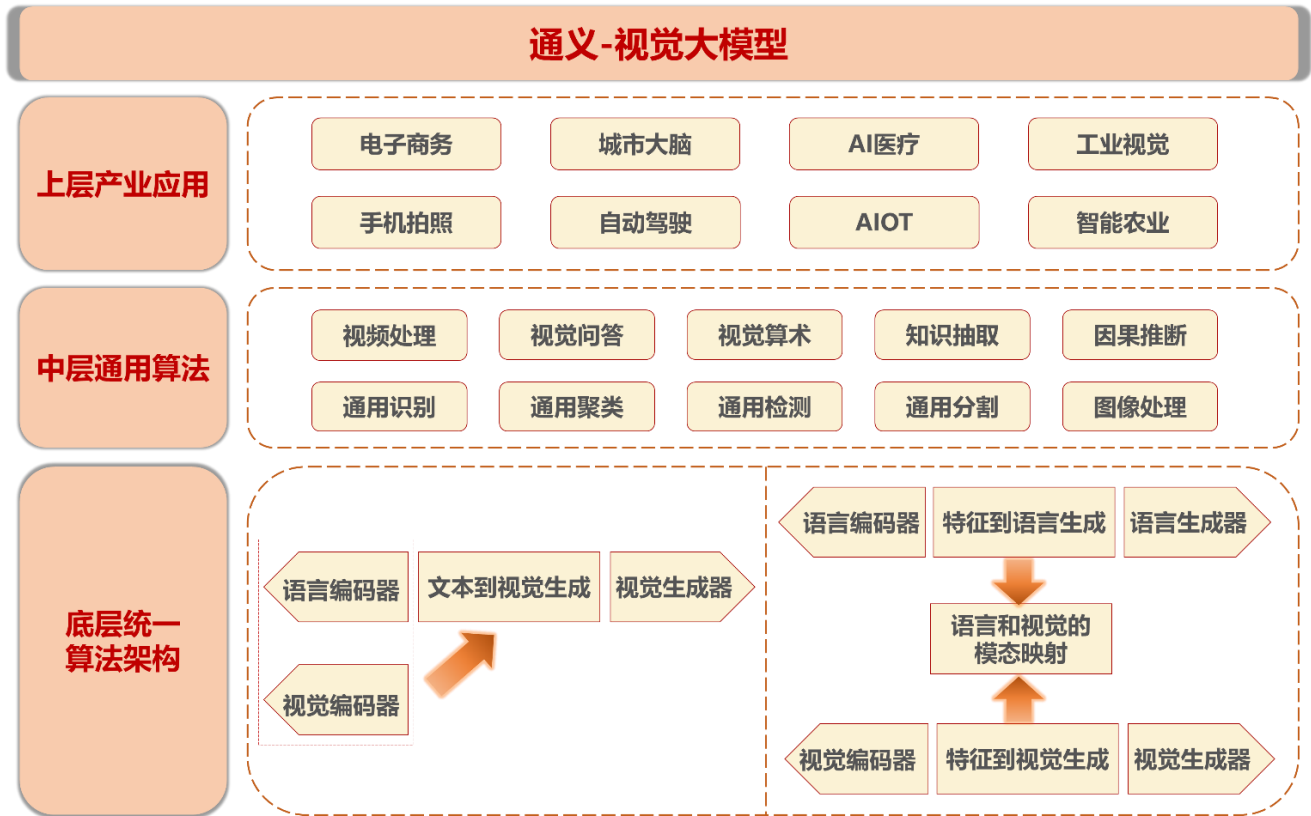 通义-视觉大模型
上层产业应用
电子商务
城市大脑
AI医疗
工业视觉
手机拍照
自动驾驶
AIOT
智能农业
中层通用算法
视频处理
视觉问答
视觉算术
知识抽取
因果推断
通用识别
通用聚类
通用检测
通用分割
图像处理
底层统一
算法架构
语言编码器
文本到视觉生成
视觉生成器
视觉编码器
语言编码器
特征到语言生成
语言生成器
语言和视觉的
模态映射
视觉编码器
特征到视觉生成
视觉生成器